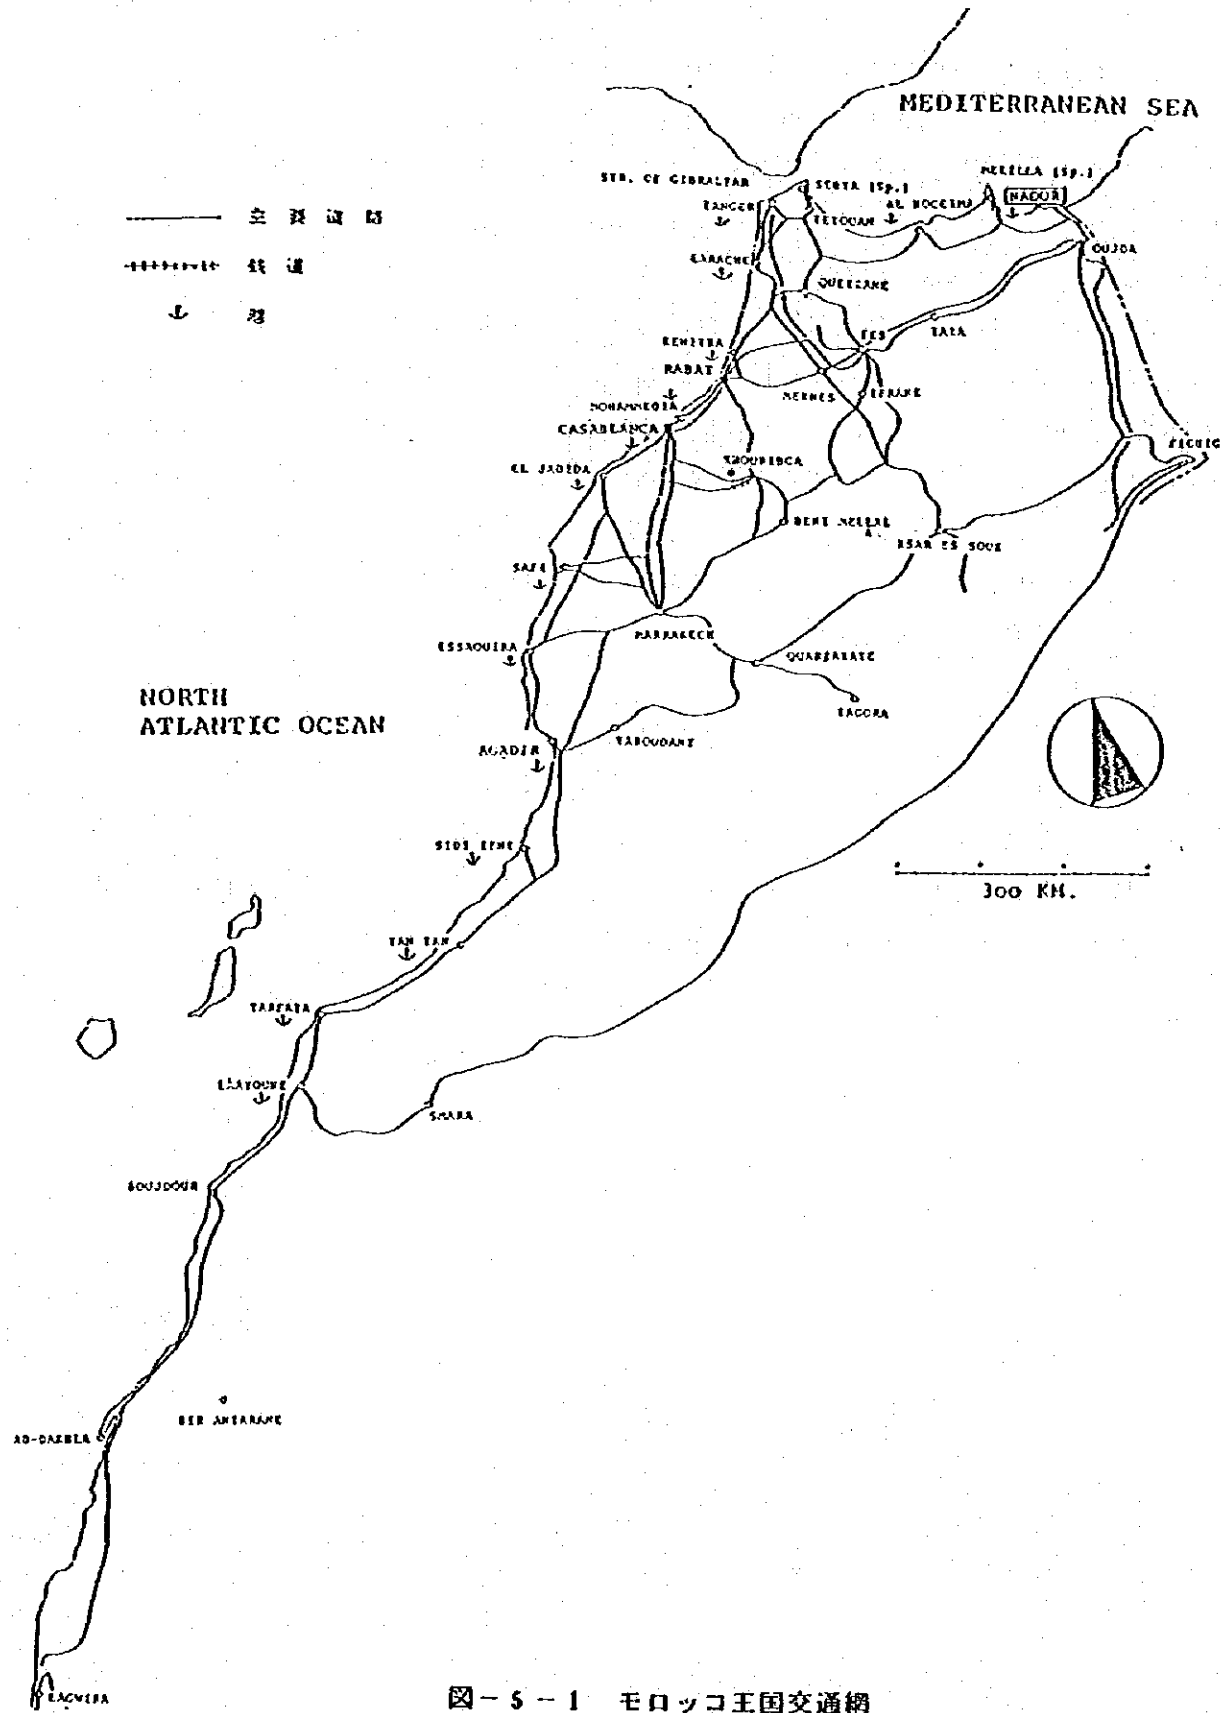 MEDITERRANEAN SEA
STR. OF GIBRALTAR
SEBTA (Sp.)
MELILLA (Sp.)
NADOR
AL HOCEIMA
TANGER
TETOUAN
OUJDA
LARACHE
QUEZZANE
主要道路
鉄道
港
TAZA
FES
KENITRA
RABAT
MEKNES
IFRANE
MOHAMMEDIA
CASABLANCA
FIGUIG
KHOURIBGA
EL JADIDA
BENI MELLAL
KSAR ES SOUK
SAFI
MARRAKECH
ESSAOUIRA
OUARZAZATE
ZAGORA
NORTH
ATLANTIC OCEAN
TAROUDANT
AGADIR
SIDI IFNI
300 KM.
TAN TAN
TARFAYA
LAAYOUNE
SMARA
BOUJDOUR
BIR ANZARANE
AD-DAKHLA
LAGWIRA
図-5-1 モロッコ王国交通網